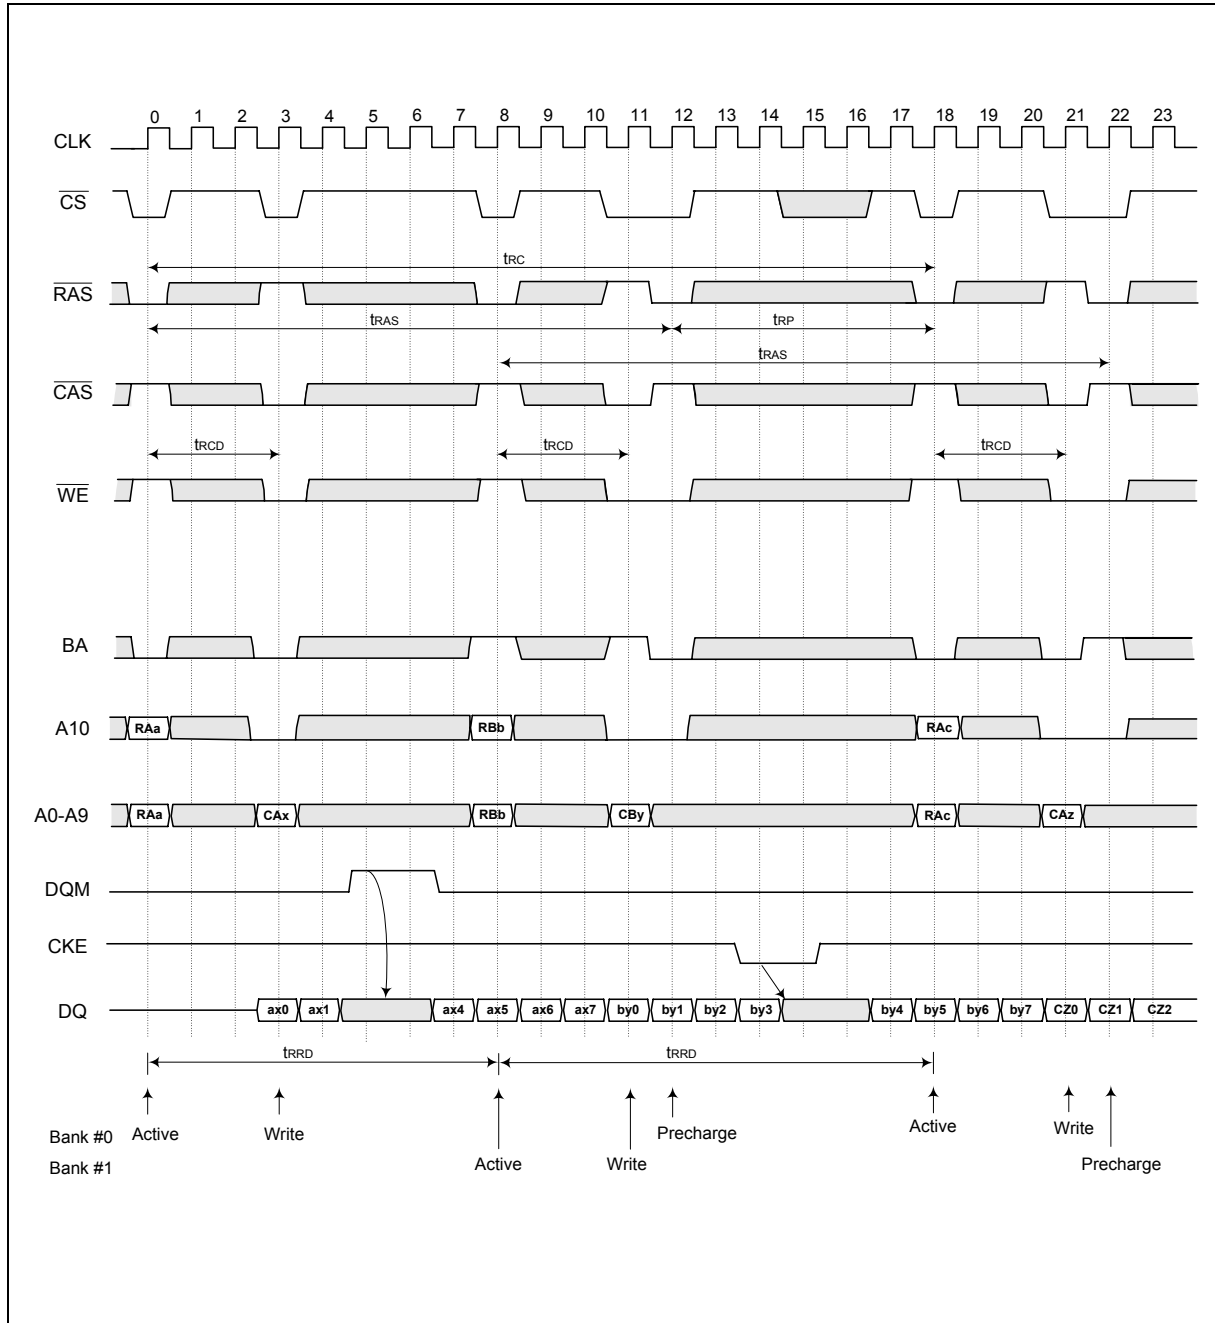 0 1 2 3 4 5 6 7 8 9 10 11 12 13 14 15 16 17 18 19 20 21 22 23
CLK
CS
tRC
RAS
tRAS tRP
tRAS
CAS
tRCD tRCD tRCD
WE
BA
A10 RAa RBb RAc
A0-A9 RAa CAx RBb CBy RAc CAz
DQM
CKE
DQ ax0 ax1 ax4 ax5 ax6 ax7 by0 by1 by2 by3 by4 by5 by6 by7 CZ0 CZ1 CZ2
tRRD tRRD
Bank #0 Active Write Precharge Active Write
Bank #1 Active Write Precharge